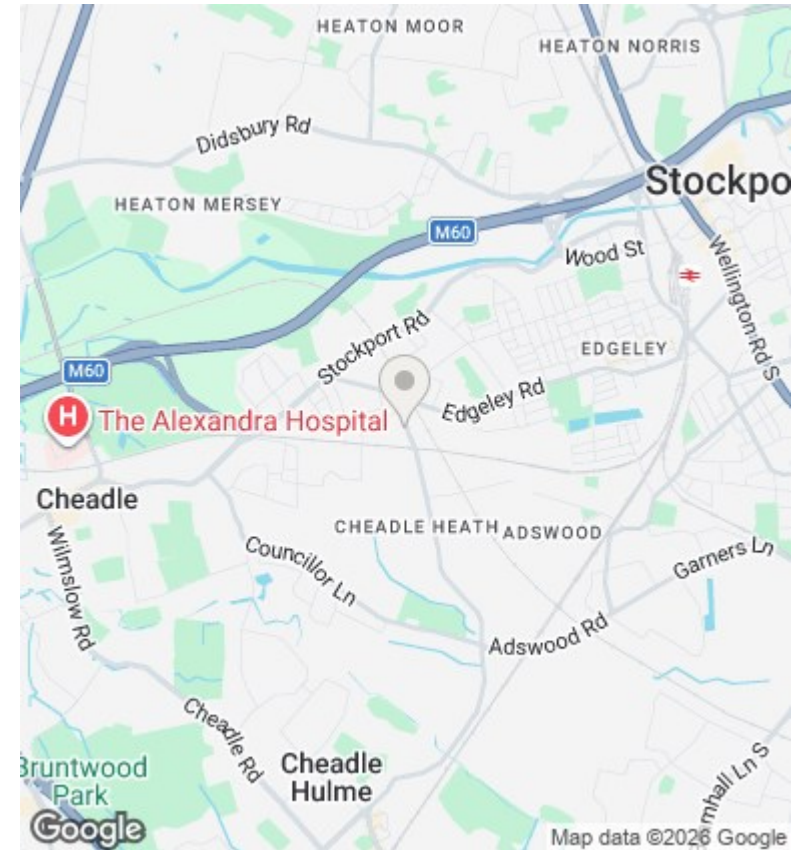 HEATON MOOR
HEATON NORRIS
Didsbury Rd
Stockpo
HEATON MERSEY
M60
Wood St
Wellington Rd S
Stockport Rd
EDGELEY
M60
Edgeley Rd
H
The Alexandra Hospital
Cheadle
CHEADLE HEATH
ADSWOOD
Councillor Ln
Garners Ln
Wilmslow Rd
Adswood Rd
Cheadle Rd
Bruntwood
Park
Cheadle
Hulme
mhall Ln S
Google
Map data ©2026 Google